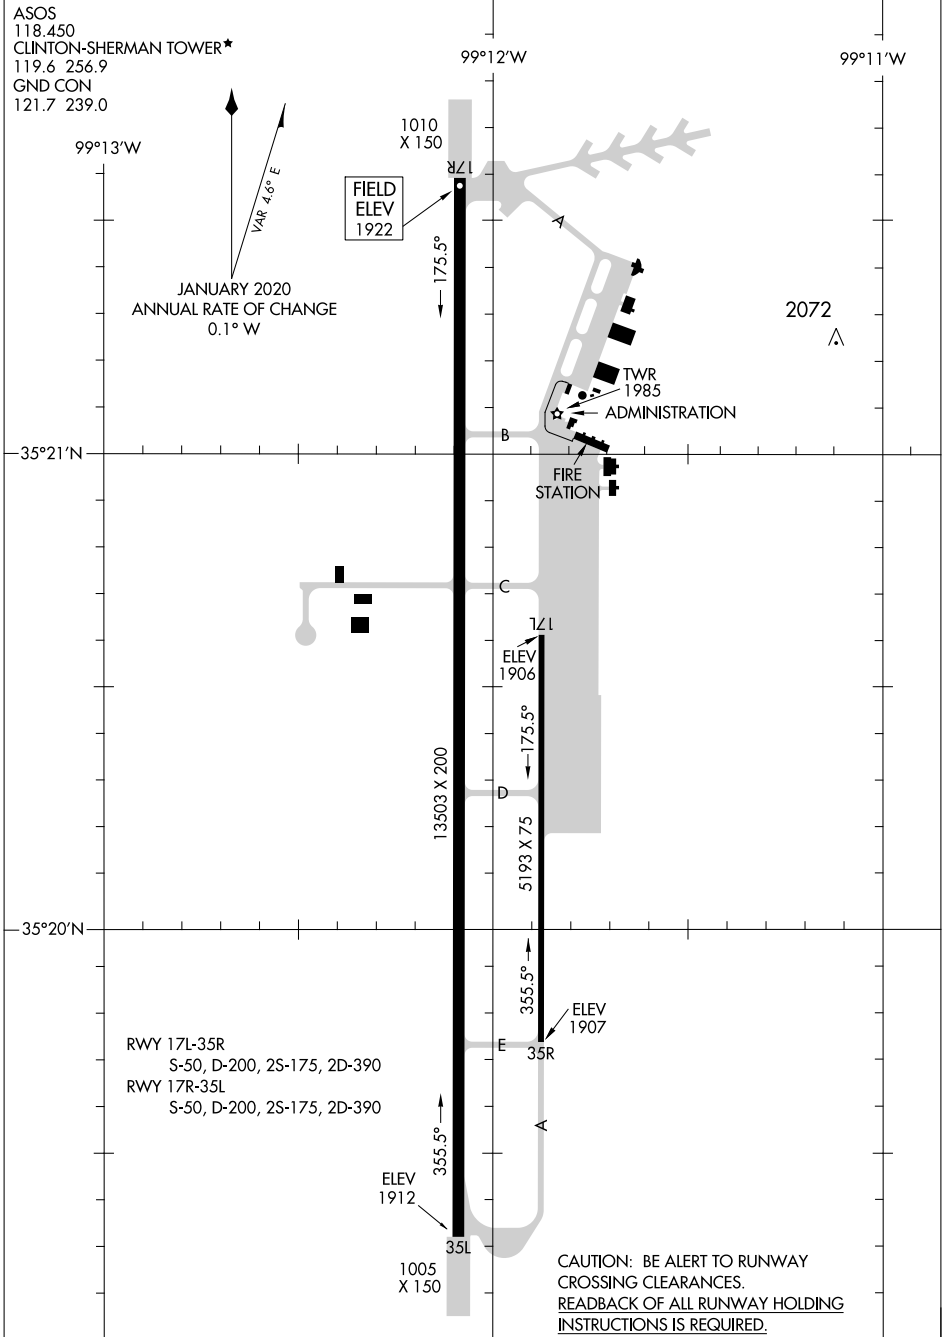 ASOS
118.450
CLINTON-SHERMAN TOWER★
119.6 256.9
GND CON
121.7 239.0
99°12'W
99°11'W
99°13'W
1010
X 150
VAR 4.6° E
JANUARY 2020
ANNUAL RATE OF CHANGE
0.1° W
FIELD
ELEV
1922
17R
175.5°
A
2072
TWR
1985
ADMINISTRATION
B
35°21'N
FIRE
STATION
C
17L
ELEV
1906
175.5°
13503 X 200
D
5193 X 75
35°20'N
355.5°
ELEV
1907
E
35R
RWY 17L-35R
S-50, D-200, 2S-175, 2D-390
RWY 17R-35L
S-50, D-200, 2S-175, 2D-390
355.5°
A
ELEV
1912
35L
1005
X 150
CAUTION: BE ALERT TO RUNWAY
CROSSING CLEARANCES.
READBACK OF ALL RUNWAY HOLDING
INSTRUCTIONS IS REQUIRED.